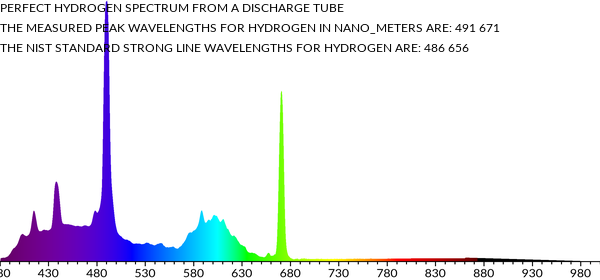 PERFECT HYDROGEN SPECTRUM FROM A DISCHARGE TUBE
THE MEASURED PEAK WAVELENGTHS FOR HYDROGEN IN NANO_METERS ARE: 491 671
THE NIST STANDARD STRONG LINE WAVELENGTHS FOR HYDROGEN ARE: 486 656
30 430 480 530 580 630 680 730 780 830 880 930 980